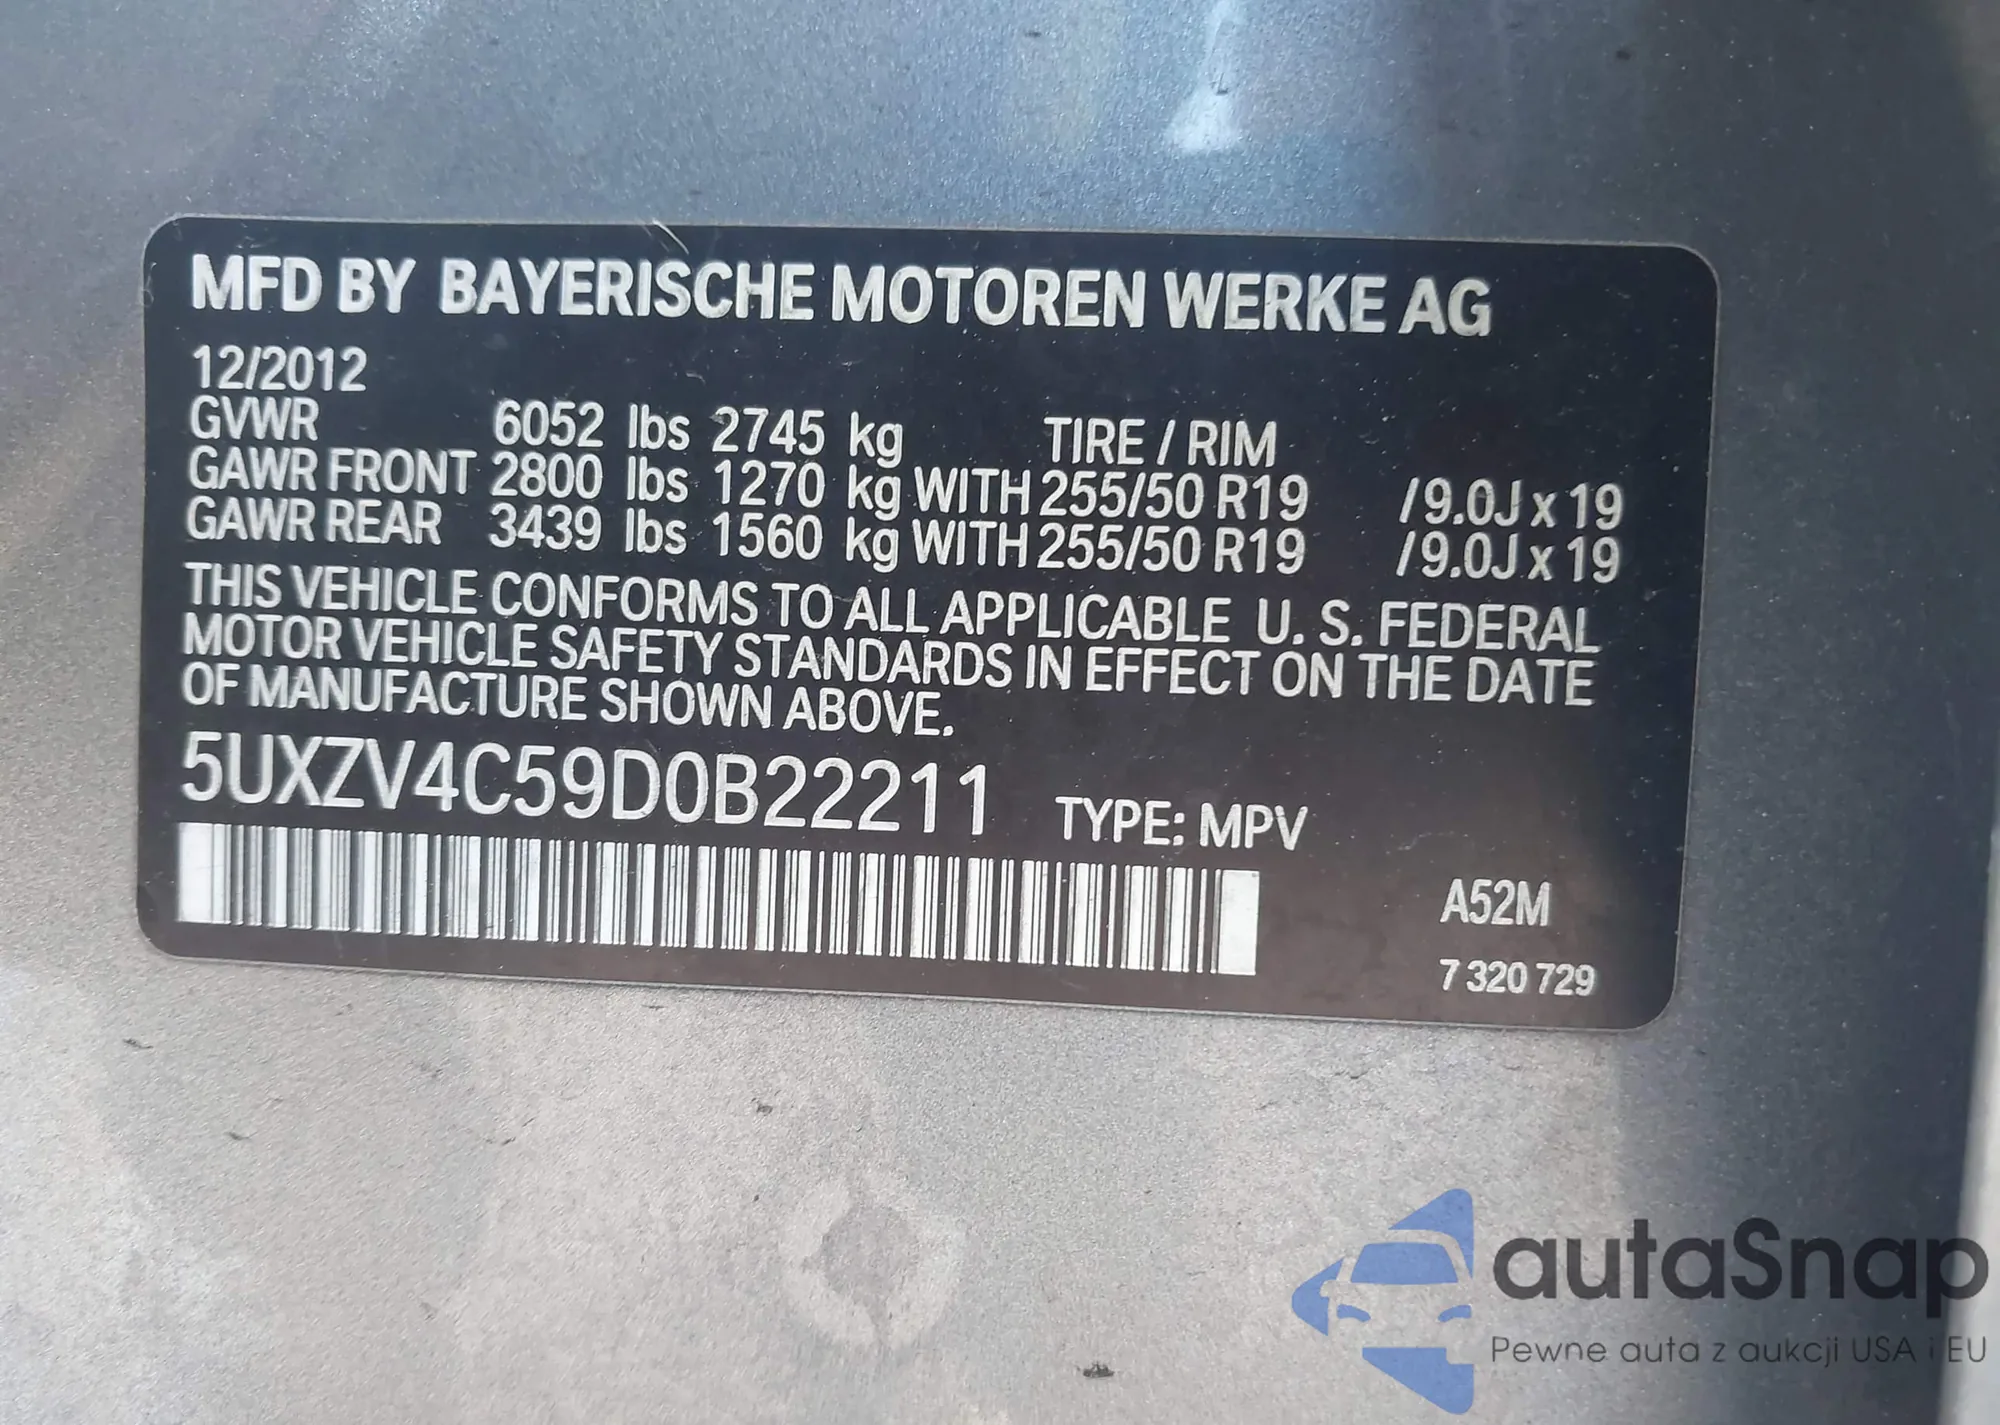 MFD BY BAYERISCHE MOTOREN WERKE AG
12/2012
GVWR 6052 lbs 2745 kg TIRE / RIM
GAWR FRONT 2800 lbs 1270 kg WITH 255/50 R19 /9.0J x 19
GAWR REAR 3439 lbs 1560 kg WITH 255/50 R19 /9.0J x 19
THIS VEHICLE CONFORMS TO ALL APPLICABLE U. S. FEDERAL
MOTOR VEHICLE SAFETY STANDARDS IN EFFECT ON THE DATE
OF MANUFACTURE SHOWN ABOVE.
5UXZV4C59D0B22211 TYPE: MPV
A52M
7 320 729
autaSnap
Pewne auta z aukcji USA i EU